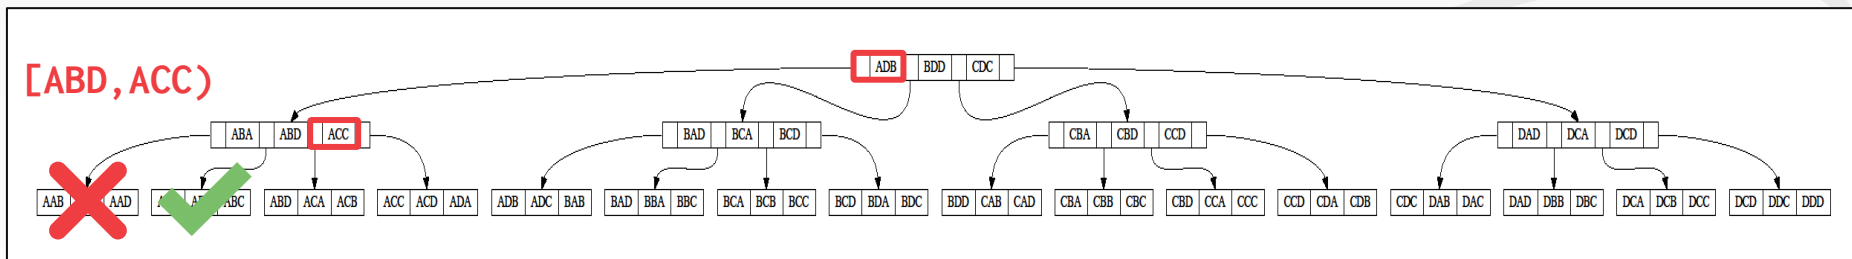 ADB BDD CDC
[ABD,ACC)
ABA ABD ACC
BAD BCA BCD
CBA CBD CCD
DAD DCA DCD
AAB AAD
ABC
ABD ACA ACB
ACC ACD ADA
ADB ADC BAB
BAD BBA BBC
BCA BCB BCC
BCD BDA BDC
BDD CAB CAD
CBA CBB CBC
CBD CCA CCC
CCD CDA CDB
CDC DAB DAC
DAD DBB DBC
DCA DCB DCC
DCD DDC DDD